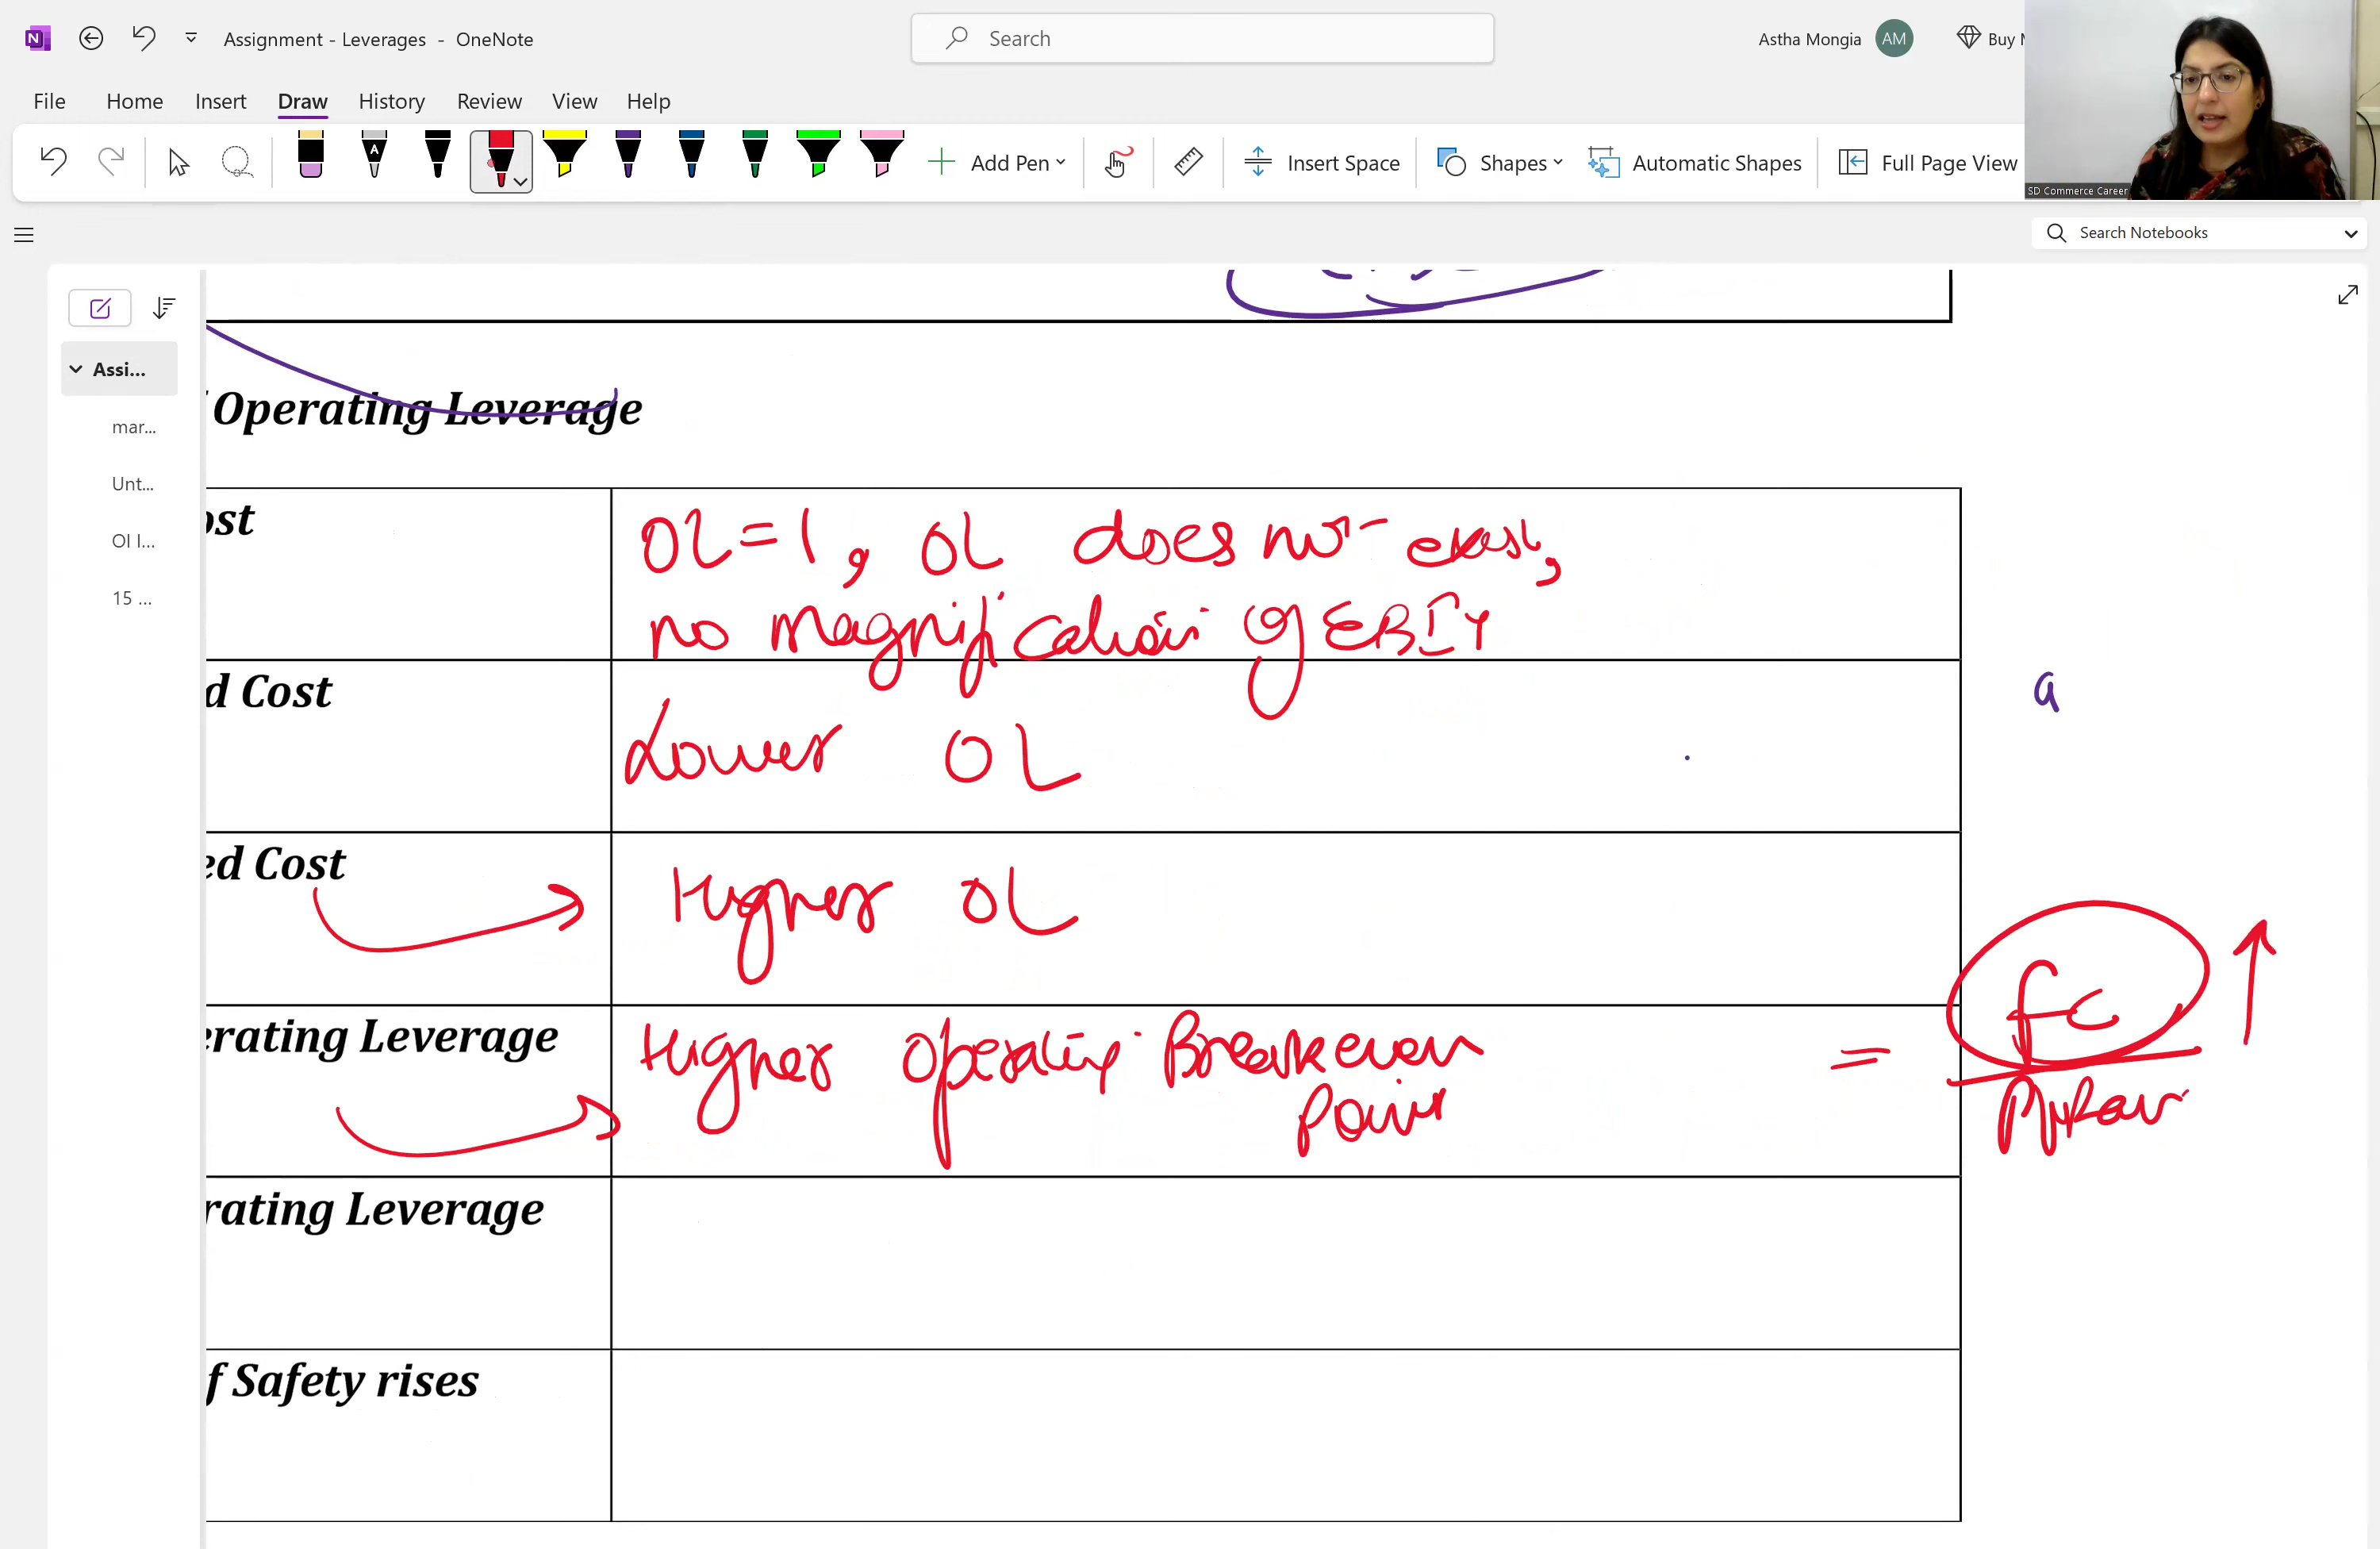 Assignment - Leverages - OneNote
Search
Astha Mongia AM Buy
File Home Insert Draw History Review View Help
Add Pen Insert Space Shapes Automatic Shapes Full Page View
SD Commerce Career
Search Notebooks
Assi...
mar...
Unt...
OI I...
15 ...
Operating Leverage
ost
OL = 1, OL does not exist,
no magnification of EBIT
d Cost
Lower OL
a
ed Cost
Higher OL
erating Leverage
Higher Operating Breakeven
Point
= FC
rating Leverage
f Safety rises